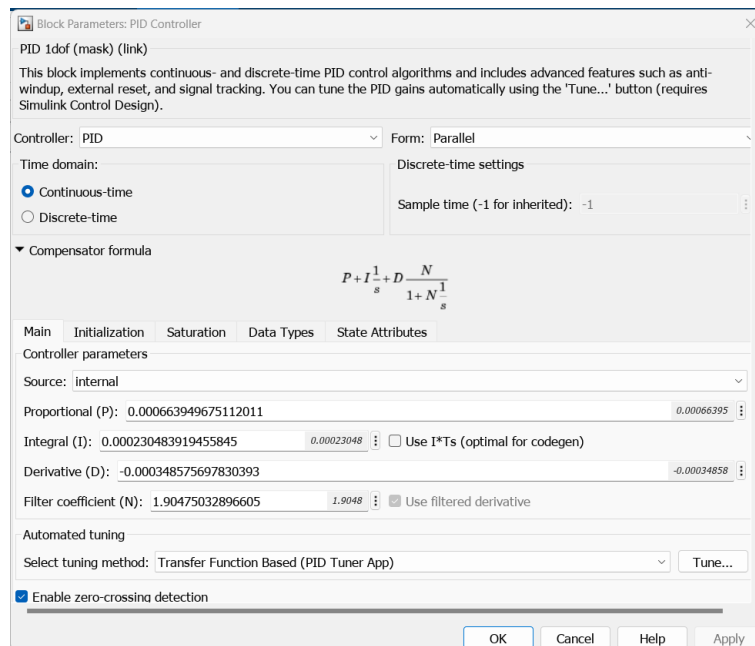 Block Parameters: PID Controller
PID 1dof (mask) (link)
This block implements continuous- and discrete-time PID control algorithms and includes advanced features such as anti-
windup, external reset, and signal tracking. You can tune the PID gains automatically using the 'Tune...' button (requires
Simulink Control Design).
Controller: PID Form: Parallel
Time domain: Discrete-time settings
Continuous-time
Sample time (-1 for inherited): -1
Discrete-time
Compensator formula
P + I 1/s + D N/(1 + N 1/s)
Main Initialization Saturation Data Types State Attributes
Controller parameters
Source: internal
Proportional (P): 0.000663949675112011 0.00066395
Integral (I): 0.000230483919455845 0.00023048 Use I*Ts (optimal for codegen)
Derivative (D): -0.000348575697830393 -0.00034858
Filter coefficient (N): 1.90475032896605 1.9048 Use filtered derivative
Automated tuning
Select tuning method: Transfer Function Based (PID Tuner App) Tune...
Enable zero-crossing detection
OK Cancel Help Apply